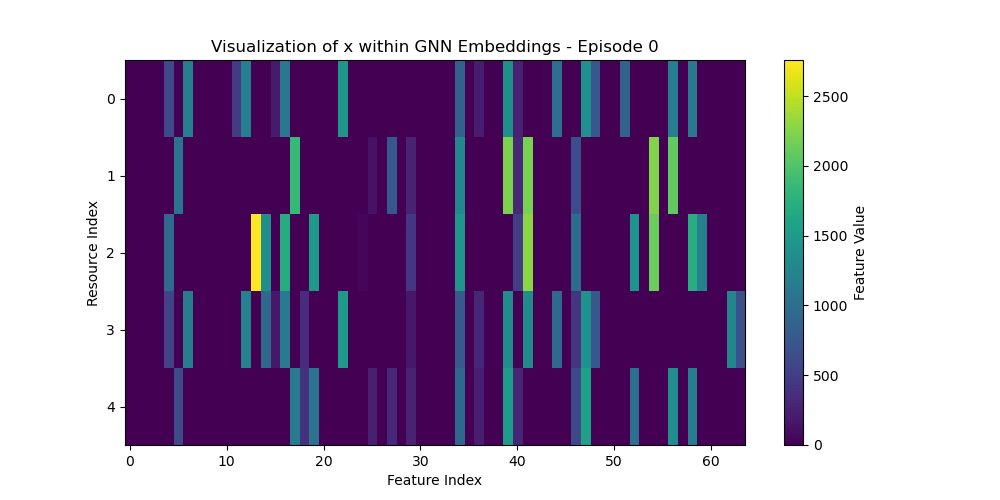 Visualization of x within GNN Embeddings - Episode 0
Resource Index
0
1
2
3
4
0 10 20 30 40 50 60
Feature Index
2500
2000
1500
1000
500
0
Feature Value